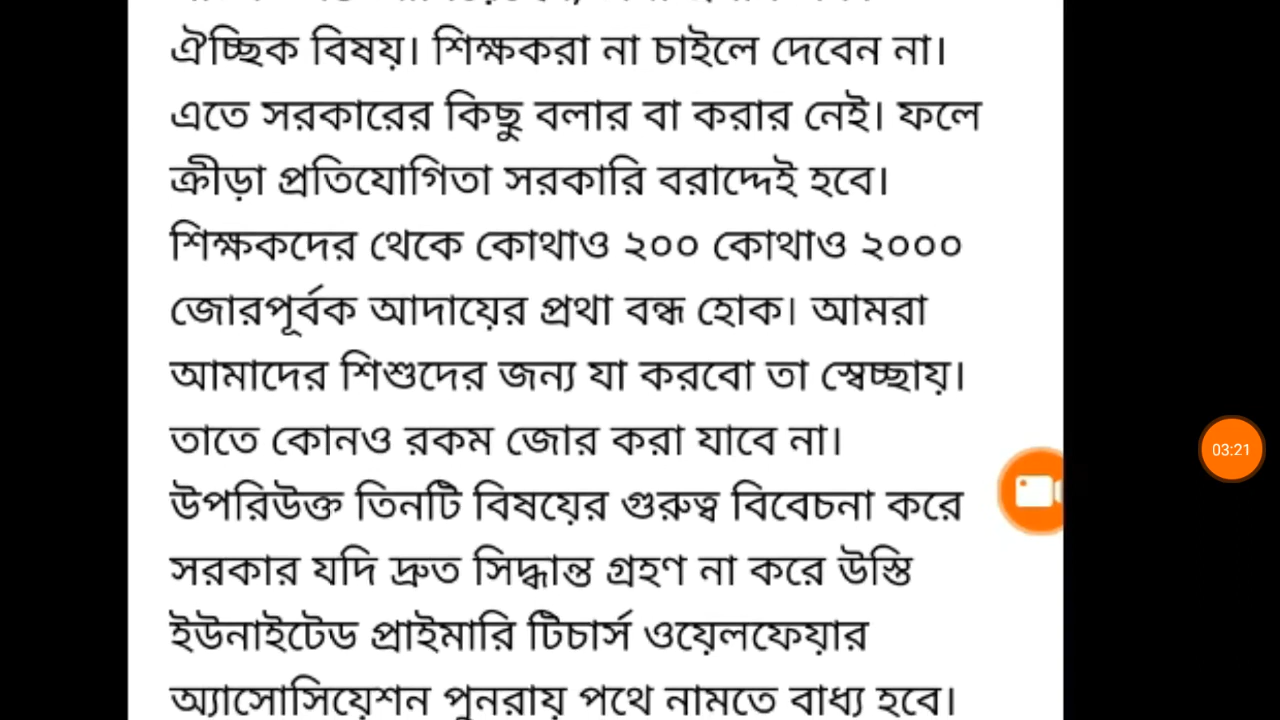 ঐচ্ছিক বিষয়। শিক্ষকরা না চাইলে দেবেন না।
এতে সরকারের কিছু বলার বা করার নেই। ফলে
ক্রীড়া প্রতিযোগিতা সরকারি বরাদ্দেই হবে।
শিক্ষকদের থেকে কোথাও ২০০ কোথাও ২০০০
জোরপূর্বক আদায়ের প্রথা বন্ধ হোক। আমরা
আমাদের শিশুদের জন্য যা করবো তা স্বেচ্ছায়।
তাতে কোনও রকম জোর করা যাবে না।
উপরিউক্ত তিনটি বিষয়ের গুরুত্ব বিবেচনা করে
সরকার যদি দ্রুত সিদ্ধান্ত গ্রহণ না করে উস্তি
ইউনাইটেড প্রাইমারি টিচার্স ওয়েলফেয়ার
অ্যাসোসিয়েশন পুনরায় পথে নামতে বাধ্য হবে।
03:21